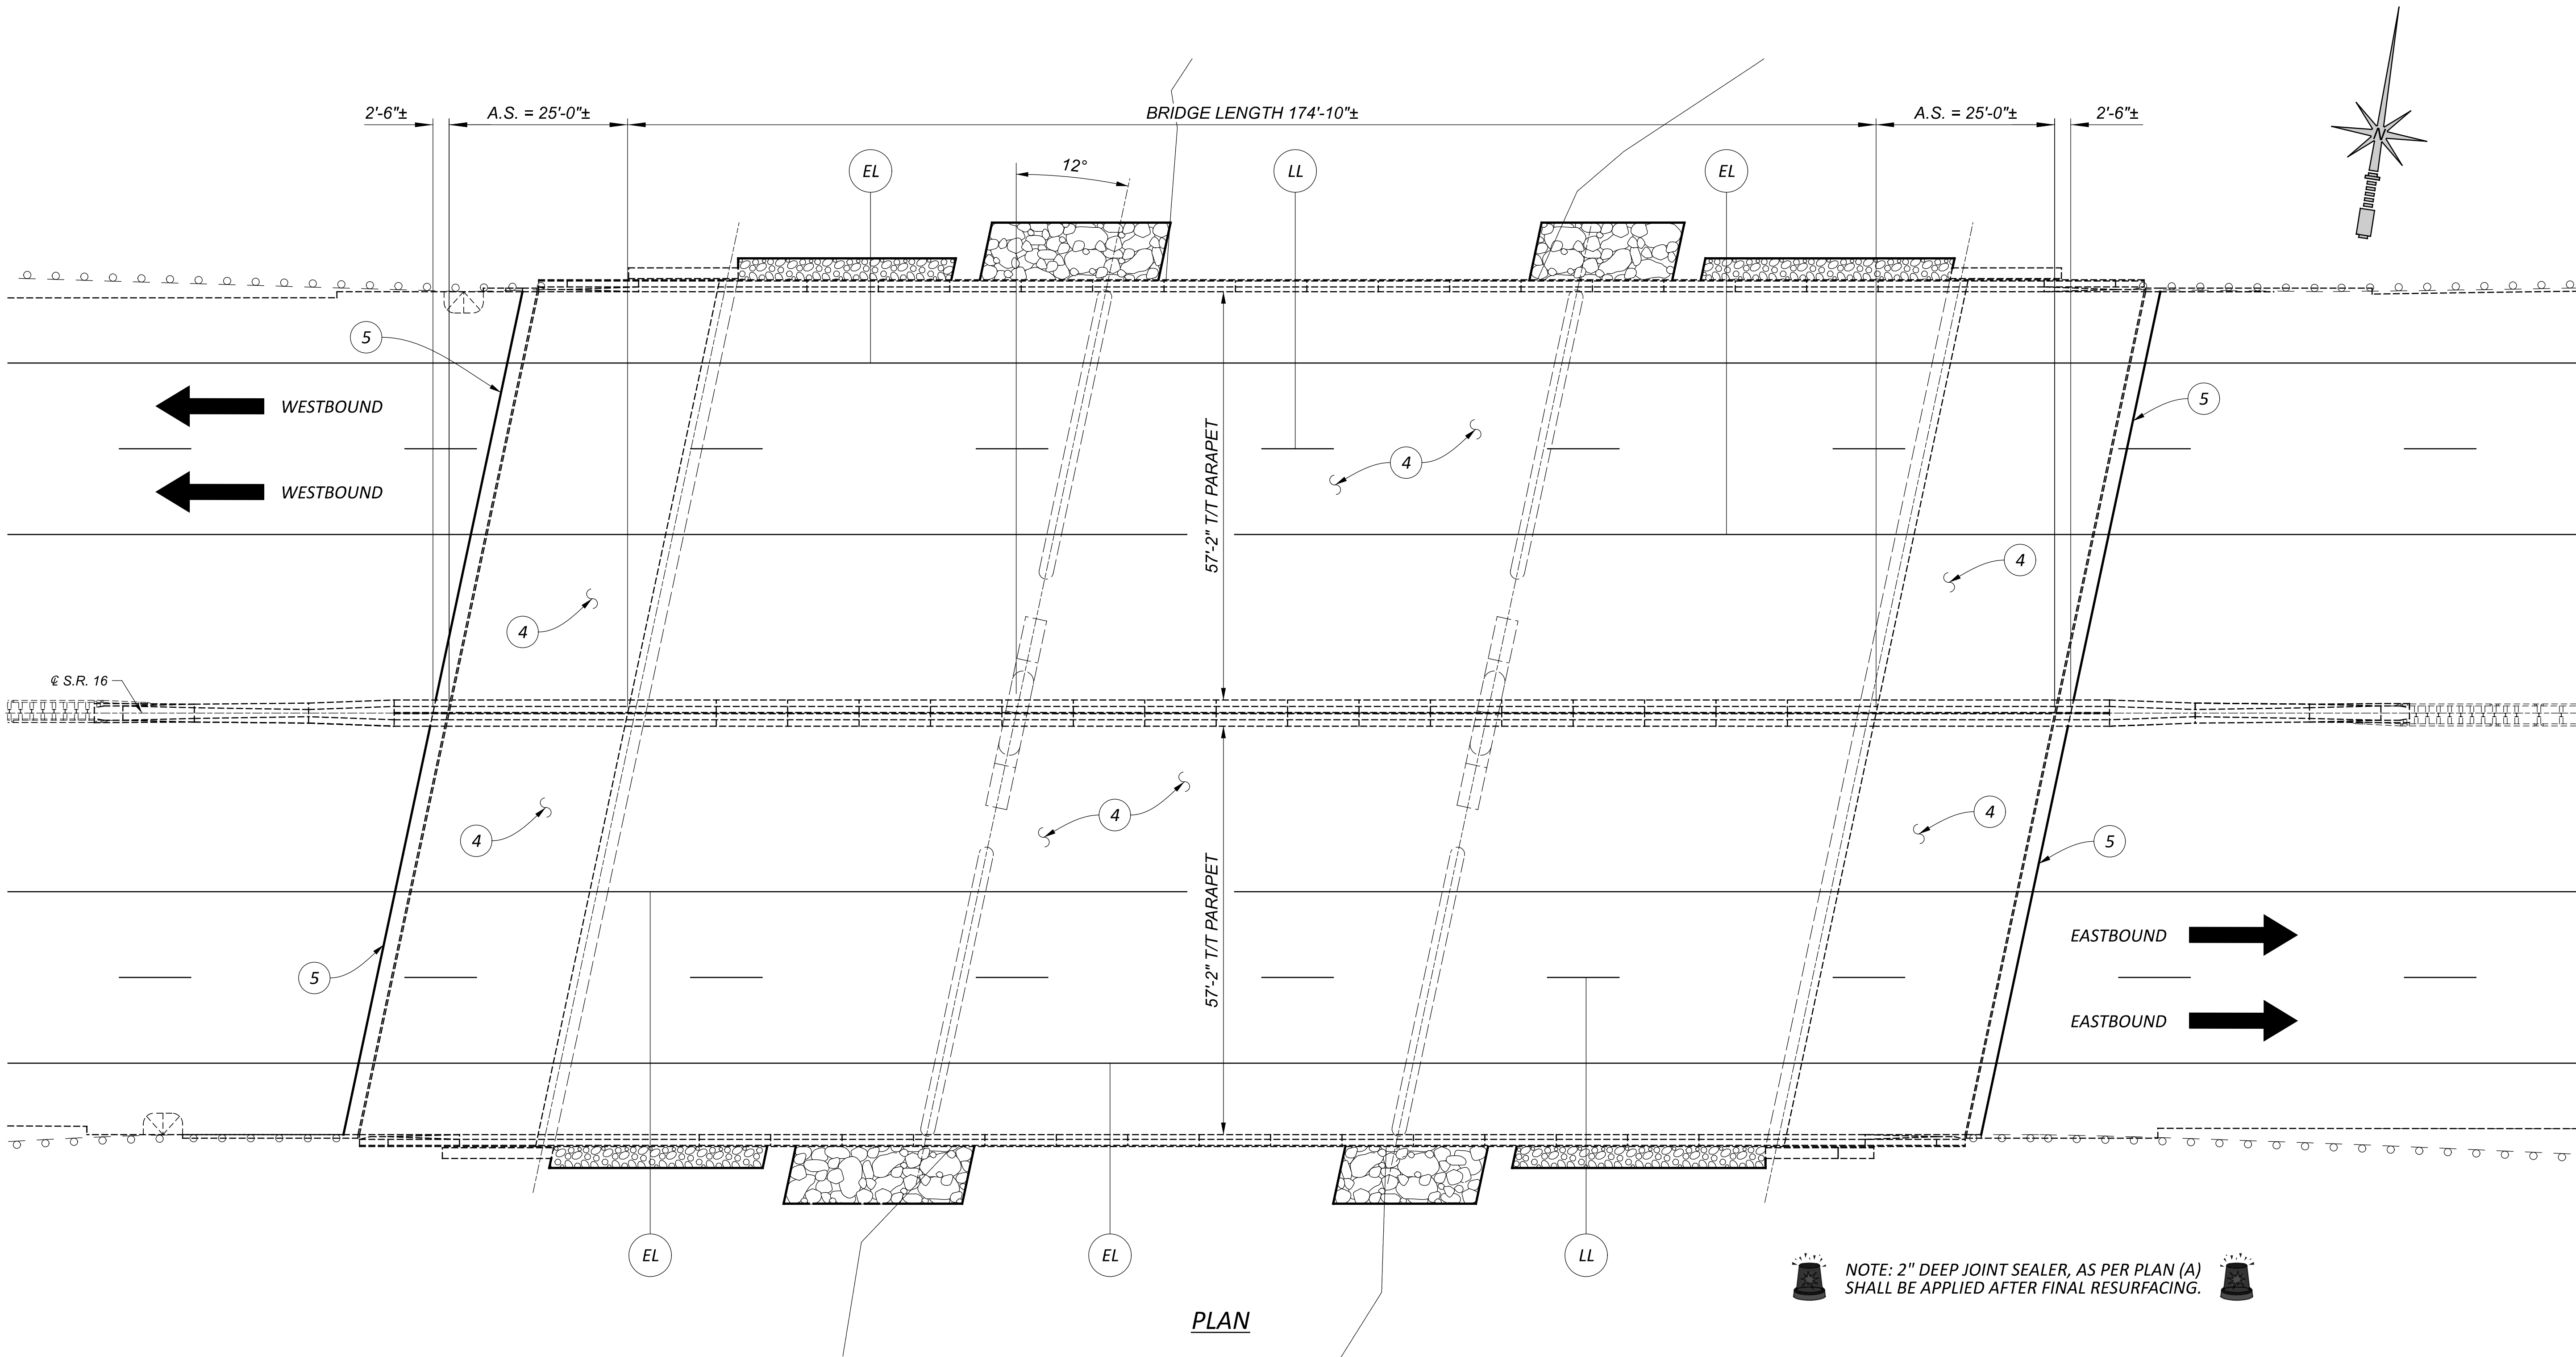 2'-6"±
A.S. = 25'-0"±
BRIDGE LENGTH 174'-10"±
A.S. = 25'-0"±
2'-6"±
N
12°
EL
LL
EL
5
WESTBOUND
5
WESTBOUND
4
57'-2" T/T PARAPET
4
4
℄ S.R. 16
4
4
4
5
57'-2" T/T PARAPET
EASTBOUND
5
EASTBOUND
EL
EL
LL
NOTE: 2" DEEP JOINT SEALER, AS PER PLAN (A)
SHALL BE APPLIED AFTER FINAL RESURFACING.
PLAN